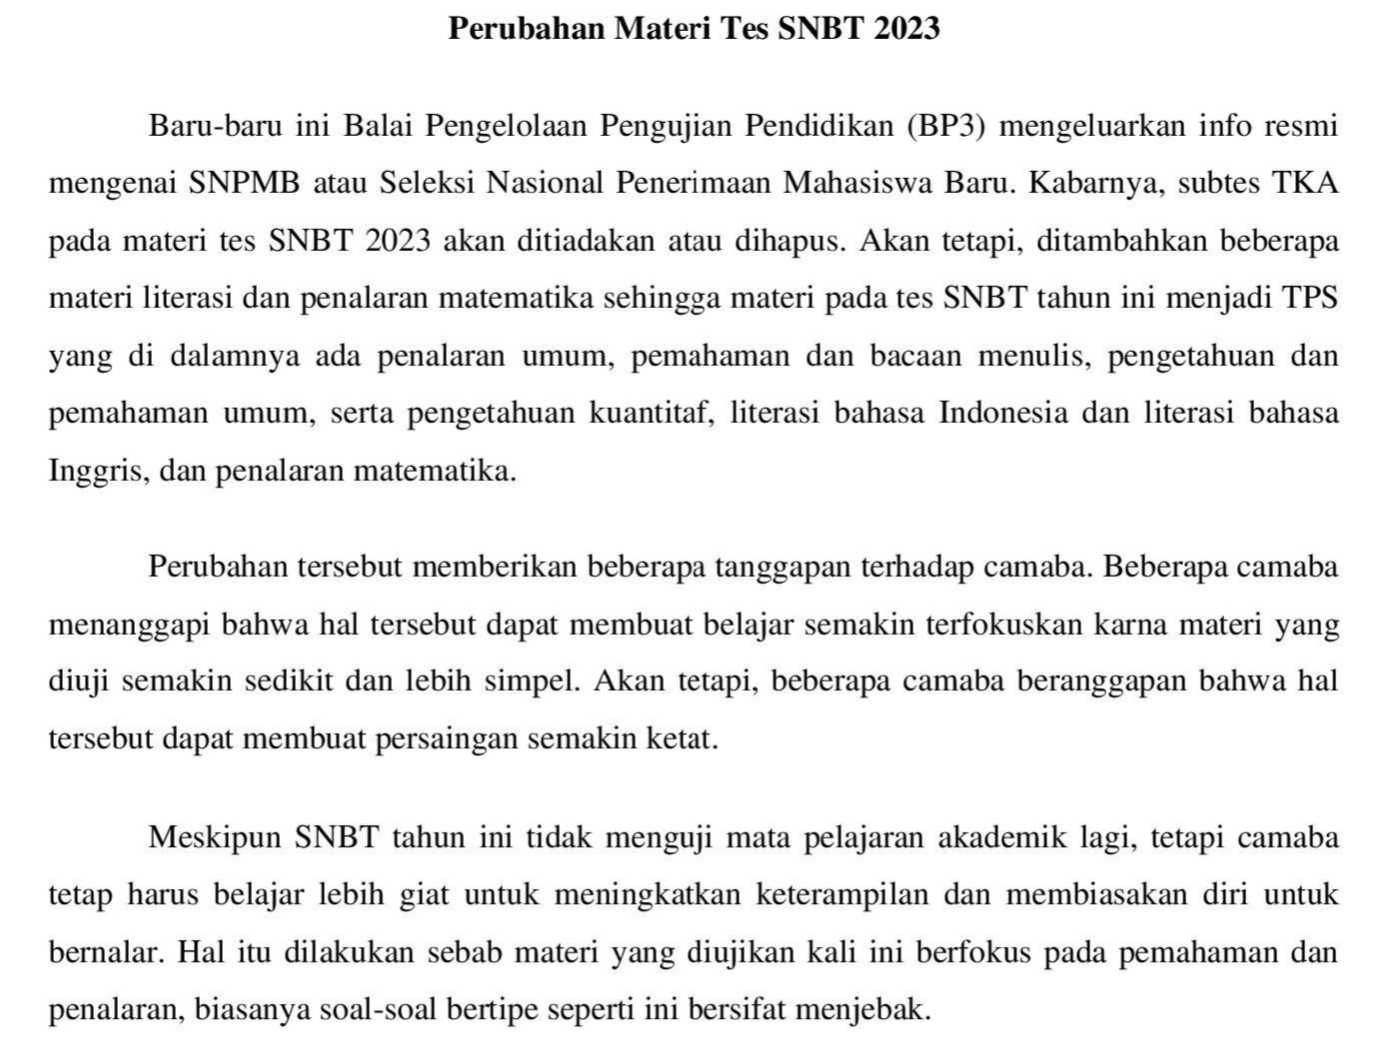 Perubahan Materi Tes SNBT 2023
Baru-baru ini Balai Pengelolaan Pengujian Pendidikan (BP3) mengeluarkan info resmi
mengenai SNPMB atau Seleksi Nasional Penerimaan Mahasiswa Baru. Kabarnya, subtes TKA
pada materi tes SNBT 2023 akan ditiadakan atau dihapus. Akan tetapi, ditambahkan beberapa
materi literasi dan penalaran matematika sehingga materi pada tes SNBT tahun ini menjadi TPS
yang di dalamnya ada penalaran umum, pemahaman dan bacaan menulis, pengetahuan dan
pemahaman umum, serta pengetahuan kuantitaf, literasi bahasa Indonesia dan literasi bahasa
Inggris, dan penalaran matematika.
Perubahan tersebut memberikan beberapa tanggapan terhadap camaba. Beberapa camaba
menanggapi bahwa hal tersebut dapat membuat belajar semakin terfokuskan karna materi yang
diuji semakin sedikit dan lebih simpel. Akan tetapi, beberapa camaba beranggapan bahwa hal
tersebut dapat membuat persaingan semakin ketat.
Meskipun SNBT tahun ini tidak menguji mata pelajaran akademik lagi, tetapi camaba
tetap harus belajar lebih giat untuk meningkatkan keterampilan dan membiasakan diri untuk
bernalar. Hal itu dilakukan sebab materi yang diujikan kali ini berfokus pada pemahaman dan
penalaran, biasanya soal-soal bertipe seperti ini bersifat menjebak.